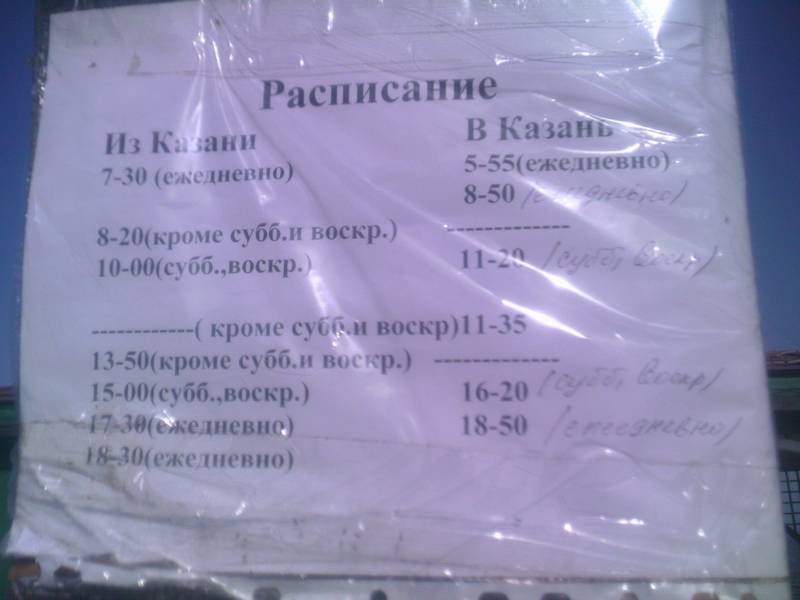 Расписание
Из Казани В Казань
7-30 (ежедневно) 5-55(ежедневно)
8-50 (ежедневно)
8-20(кроме субб.и воскр.) -------------
10-00(субб.,воскр.) 11-20 (субб, воскр)
------------( кроме субб.и воскр)11-35
13-50(кроме субб.и воскр.) -------------
15-00(субб.,воскр.) 16-20 (субб, воскр)
17-30(ежедневно) 18-50 (ежедневно)
18-30(ежедневно)